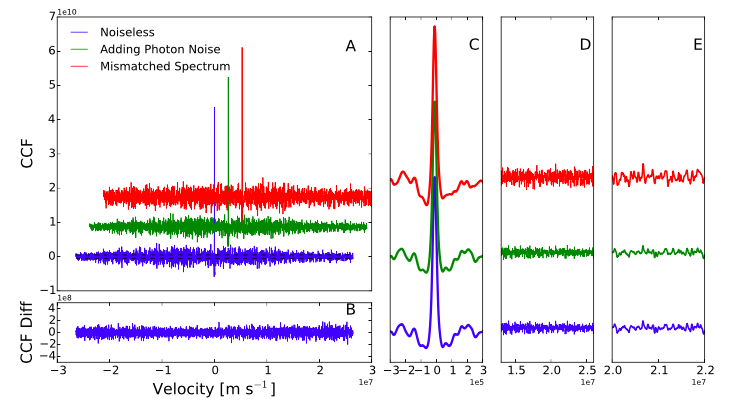 1e10
7
6
5
4
3
2
1
0
−1
CCF
Noiseless
Adding Photon Noise
Mismatched Spectrum
A
C
D
E
1e8
4
2
0
−2
−4
CCF Diff
B
−3 −2 −1 0 1 2 3
1e7
Velocity [m s⁻¹]
−3−2−1 0 1 2 3
1e5
1.5 2.0 2.5
1e7
2.0 2.1 2.2
1e7